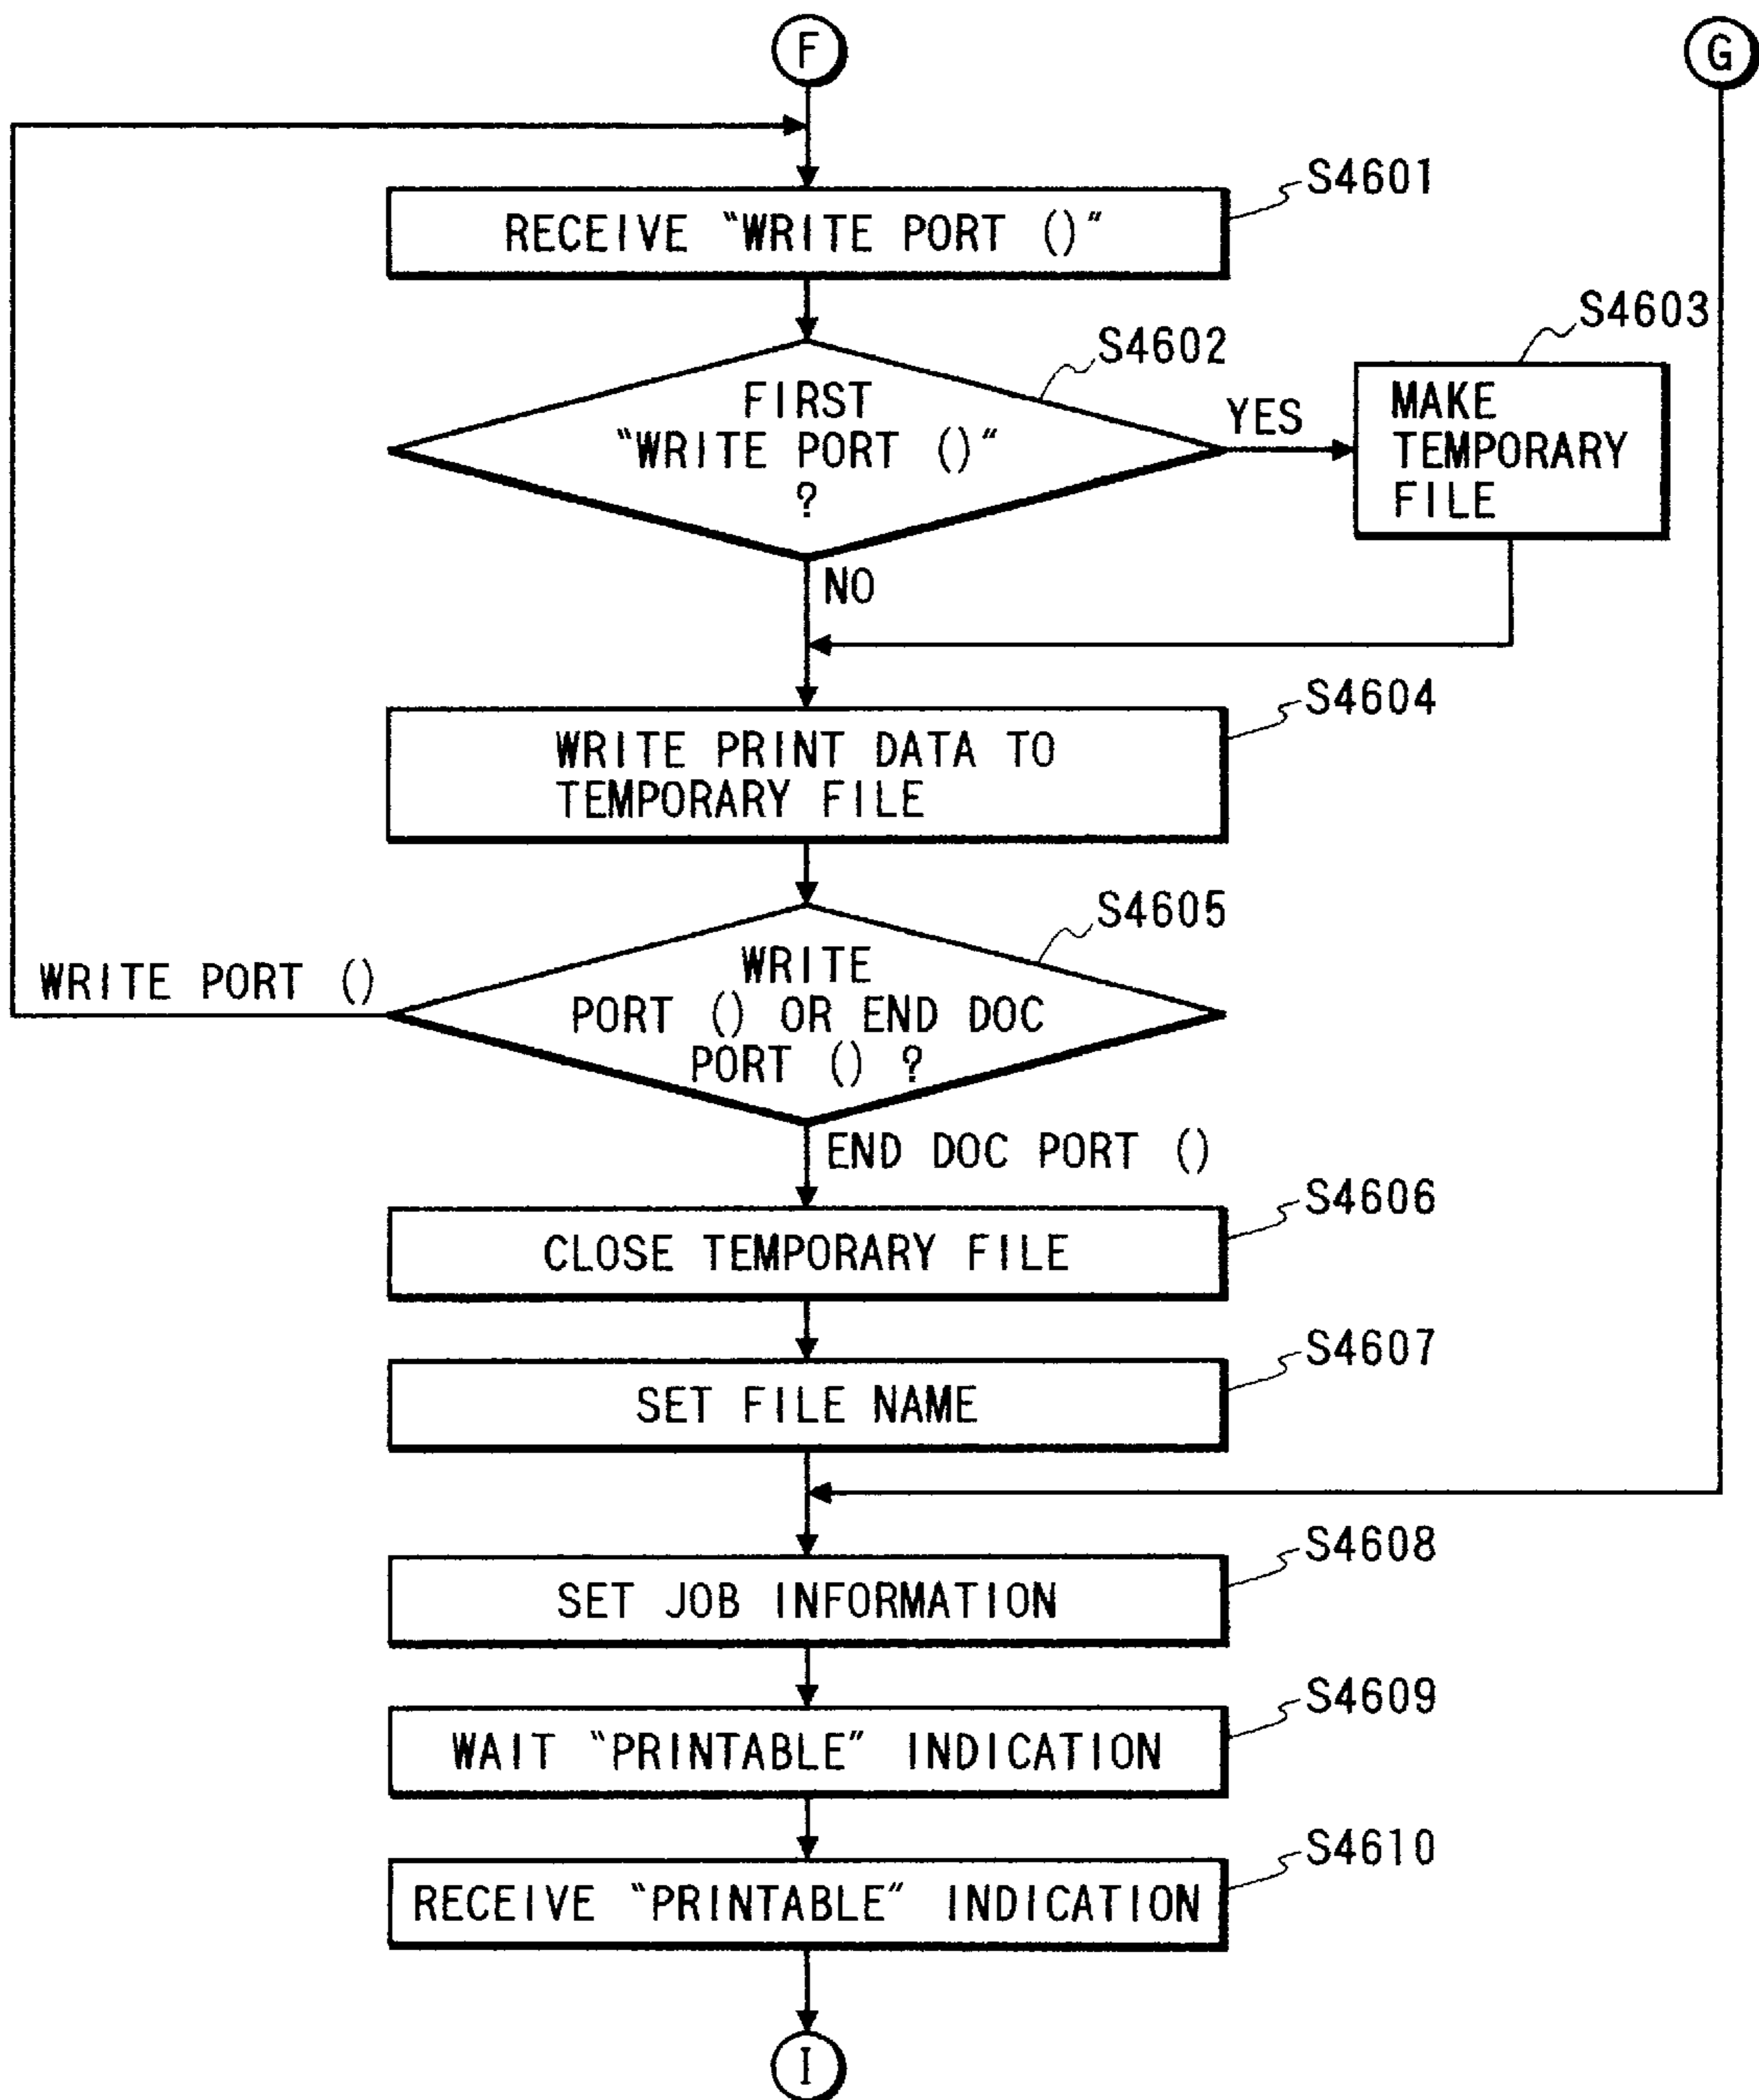 F
G
S4601
RECEIVE “WRITE PORT ()”
S4602
FIRST
“WRITE PORT ()”
?
YES
S4603
MAKE
TEMPORARY
FILE
NO
S4604
WRITE PRINT DATA TO
TEMPORARY FILE
S4605
WRITE
PORT () OR END DOC
PORT () ?
WRITE PORT ()
END DOC PORT ()
S4606
CLOSE TEMPORARY FILE
S4607
SET FILE NAME
S4608
SET JOB INFORMATION
S4609
WAIT “PRINTABLE” INDICATION
S4610
RECEIVE “PRINTABLE” INDICATION
I